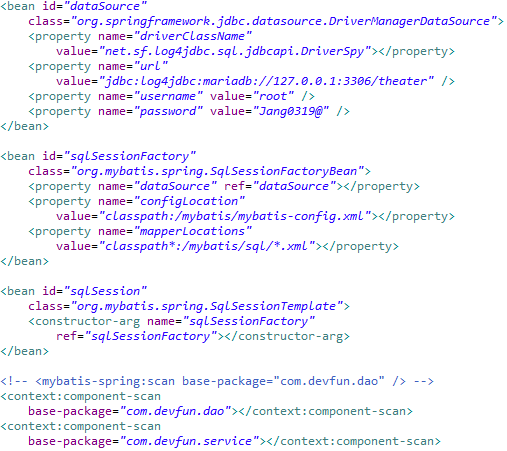 <bean id="dataSource"
class="org.springframework.jdbc.datasource.DriverManagerDataSource">
<property name="driverClassName"
value="net.sf.log4jdbc.sql.jdbcapi.DriverSpy"></property>
<property name="url"
value="jdbc:log4jdbc:mariadb://127.0.0.1:3306/theater" />
<property name="username" value="root" />
<property name="password" value="Jang0319@" />
</bean>
<bean id="sqlSessionFactory"
class="org.mybatis.spring.SqlSessionFactoryBean">
<property name="dataSource" ref="dataSource"></property>
<property name="configLocation"
value="classpath:/mybatis/mybatis-config.xml"></property>
<property name="mapperLocations"
value="classpath*:/mybatis/sql/*.xml"></property>
</bean>
<bean id="sqlSession"
class="org.mybatis.spring.SqlSessionTemplate">
<constructor-arg name="sqlSessionFactory"
ref="sqlSessionFactory"></constructor-arg>
</bean>
<!-- <mybatis-spring:scan base-package="com.devfun.dao" /> -->
<context:component-scan
base-package="com.devfun.dao"></context:component-scan>
<context:component-scan
base-package="com.devfun.service"></context:component-scan>